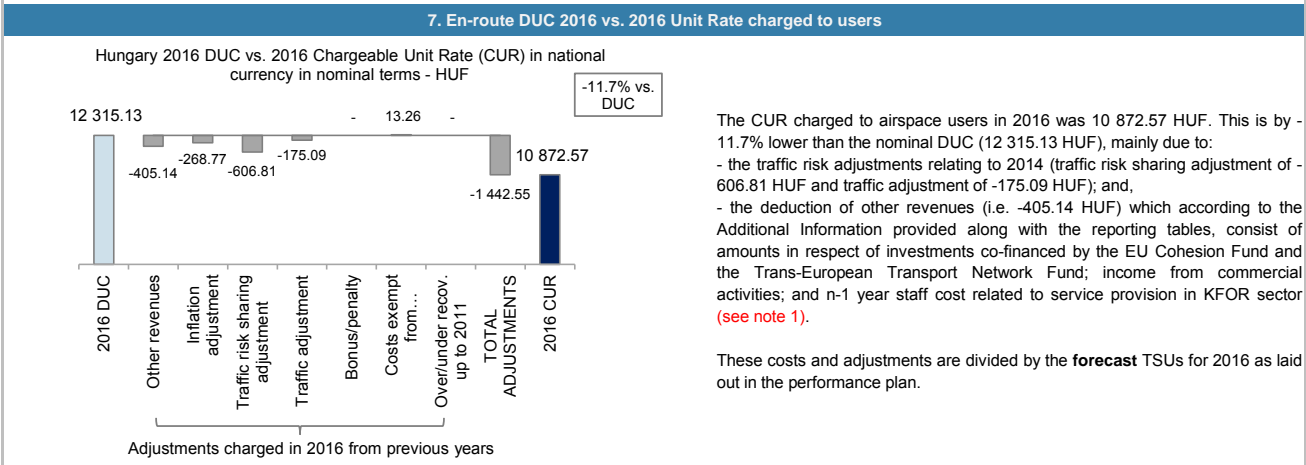 7. En-route DUC 2016 vs. 2016 Unit Rate charged to users
Hungary 2016 DUC vs. 2016 Chargeable Unit Rate (CUR) in national
currency in nominal terms - HUF
-11.7% vs.
DUC
12 315.13
-405.14
-268.77
-606.81
-175.09
-
13.26
-
-1 442.55
10 872.57
2016 DUC
Other revenues
Inflation
adjustment
Traffic risk sharing
adjustment
Traffic adjustment
Bonus/penalty
Costs exempt
from…
Over/under recov.
up to 2011
TOTAL
ADJUSTMENTS
2016 CUR
Adjustments charged in 2016 from previous years
The CUR charged to airspace users in 2016 was 10 872.57 HUF. This is by -
11.7% lower than the nominal DUC (12 315.13 HUF), mainly due to:
- the traffic risk adjustments relating to 2014 (traffic risk sharing adjustment of -
606.81 HUF and traffic adjustment of -175.09 HUF); and,
- the deduction of other revenues (i.e. -405.14 HUF) which according to the
Additional Information provided along with the reporting tables, consist of
amounts in respect of investments co-financed by the EU Cohesion Fund and
the Trans-European Transport Network Fund; income from commercial
activities; and n-1 year staff cost related to service provision in KFOR sector
(see note 1).
These costs and adjustments are divided by the forecast TSUs for 2016 as laid
out in the performance plan.